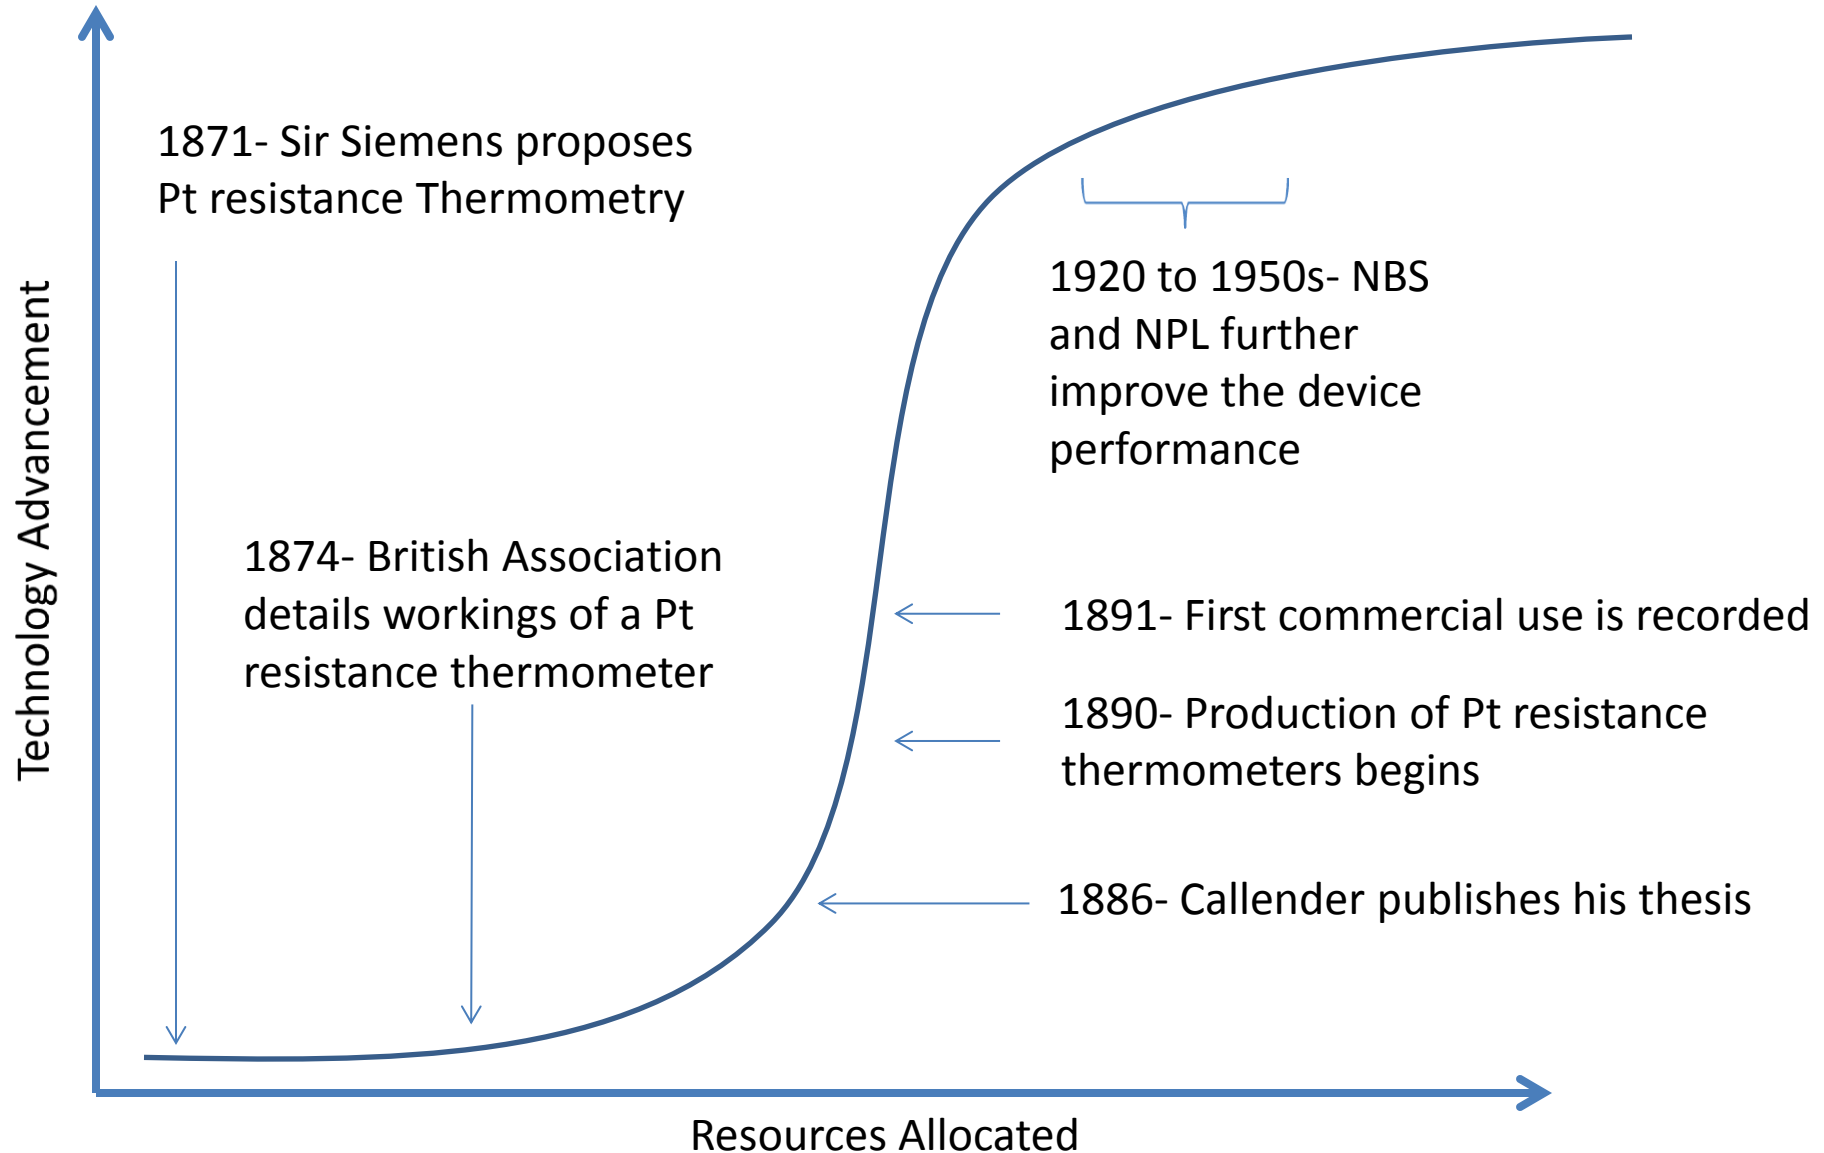 1871- Sir Siemens proposes
Pt resistance Thermometry
1920 to 1950s- NBS
and NPL further
improve the device
performance
1874- British Association
details workings of a Pt
resistance thermometer
1891- First commercial use is recorded
1890- Production of Pt resistance
thermometers begins
1886- Callender publishes his thesis
Technology Advancement
Resources Allocated